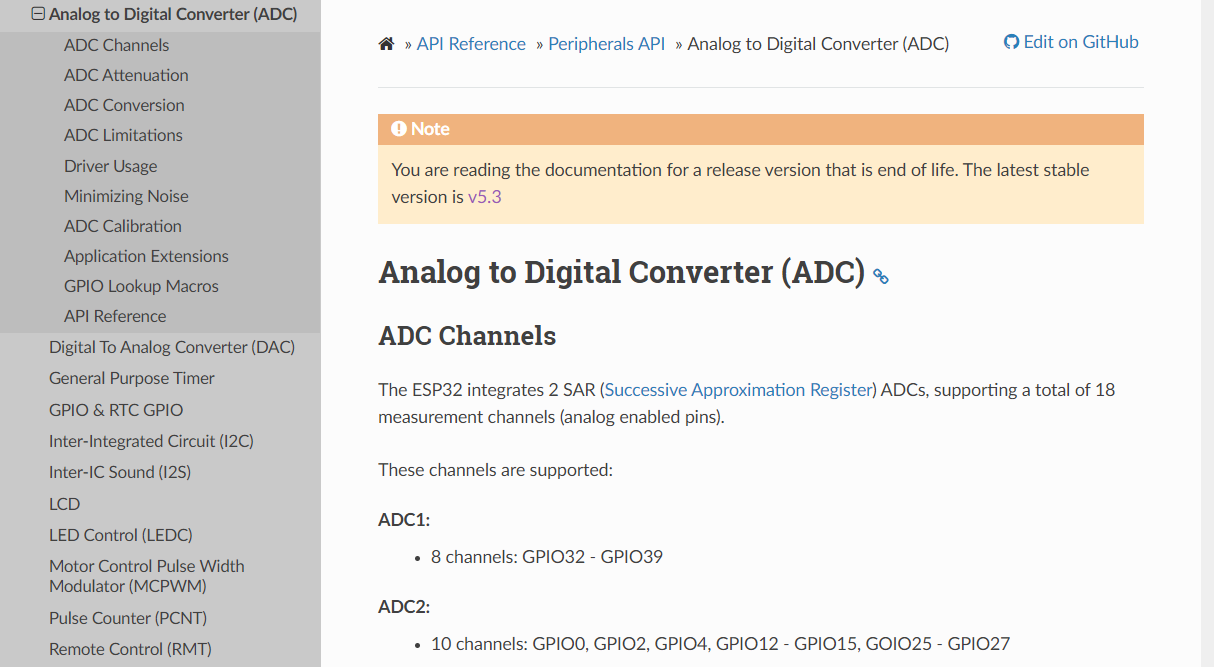 Analog to Digital Converter (ADC)
ADC Channels
ADC Attenuation
ADC Conversion
ADC Limitations
Driver Usage
Minimizing Noise
ADC Calibration
Application Extensions
GPIO Lookup Macros
API Reference
Digital To Analog Converter (DAC)
General Purpose Timer
GPIO & RTC GPIO
Inter-Integrated Circuit (I2C)
Inter-IC Sound (I2S)
LCD
LED Control (LEDC)
Motor Control Pulse Width
Modulator (MCPWM)
Pulse Counter (PCNT)
Remote Control (RMT)
» API Reference » Peripherals API » Analog to Digital Converter (ADC) Edit on GitHub
Note
You are reading the documentation for a release version that is end of life. The latest stable
version is v5.3
Analog to Digital Converter (ADC)
ADC Channels
The ESP32 integrates 2 SAR (Successive Approximation Register) ADCs, supporting a total of 18
measurement channels (analog enabled pins).
These channels are supported:
ADC1:
• 8 channels: GPIO32 - GPIO39
ADC2:
• 10 channels: GPIO0, GPIO2, GPIO4, GPIO12 - GPIO15, GOIO25 - GPIO27